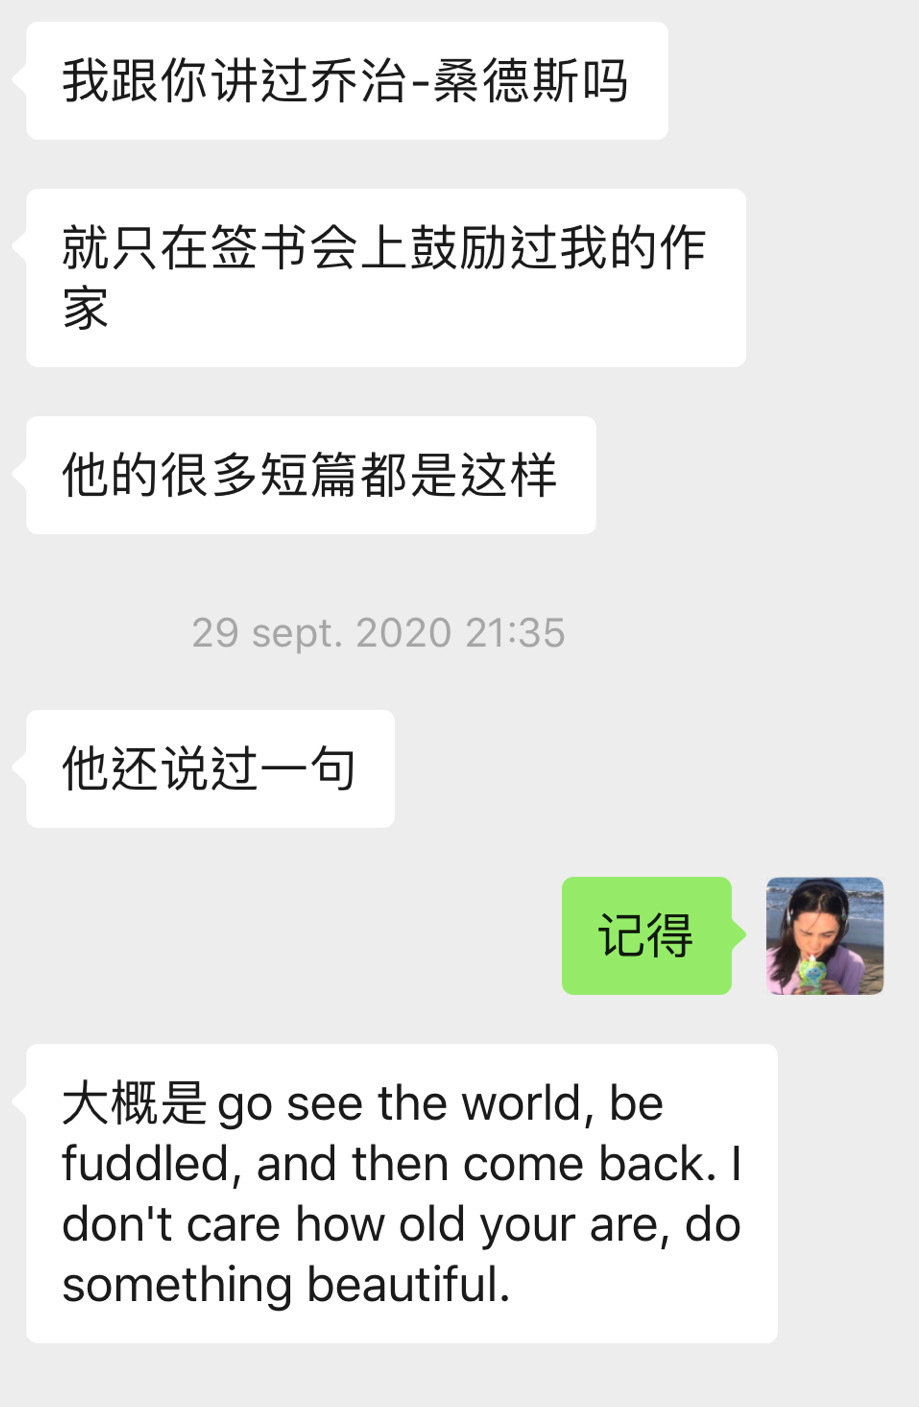 我跟你讲过乔治-桑德斯吗
就只在签书会上鼓励过我的作
家
他的很多短篇都是这样
29 sept. 2020 21:35
他还说过一句
记得
大概是 go see the world, be
fuddled, and then come back. I
don't care how old your are, do
something beautiful.